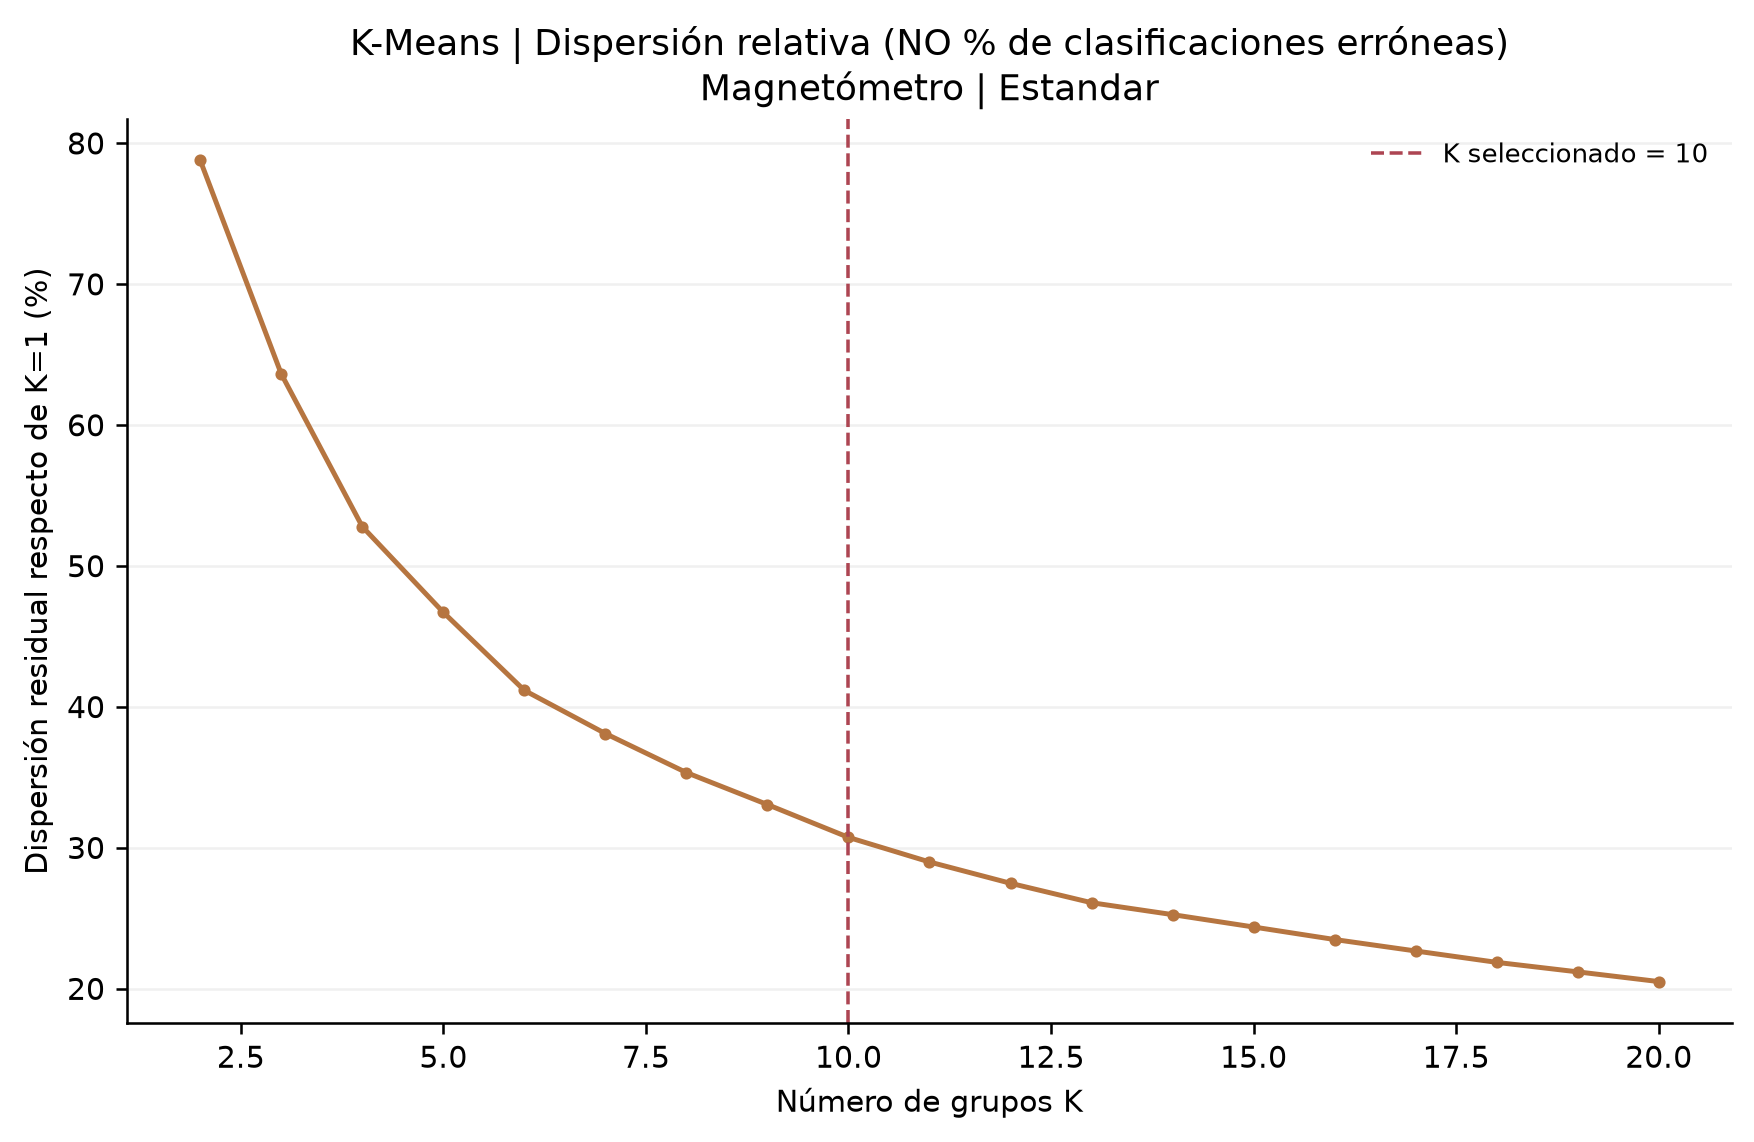 K-Means | Dispersión relativa (NO % de clasificaciones erróneas)
Magnetómetro | Estandar
K seleccionado = 10
Dispersión residual respecto de K=1 (%)
80
70
60
50
40
30
20
2.5 5.0 7.5 10.0 12.5 15.0 17.5 20.0
Número de grupos K